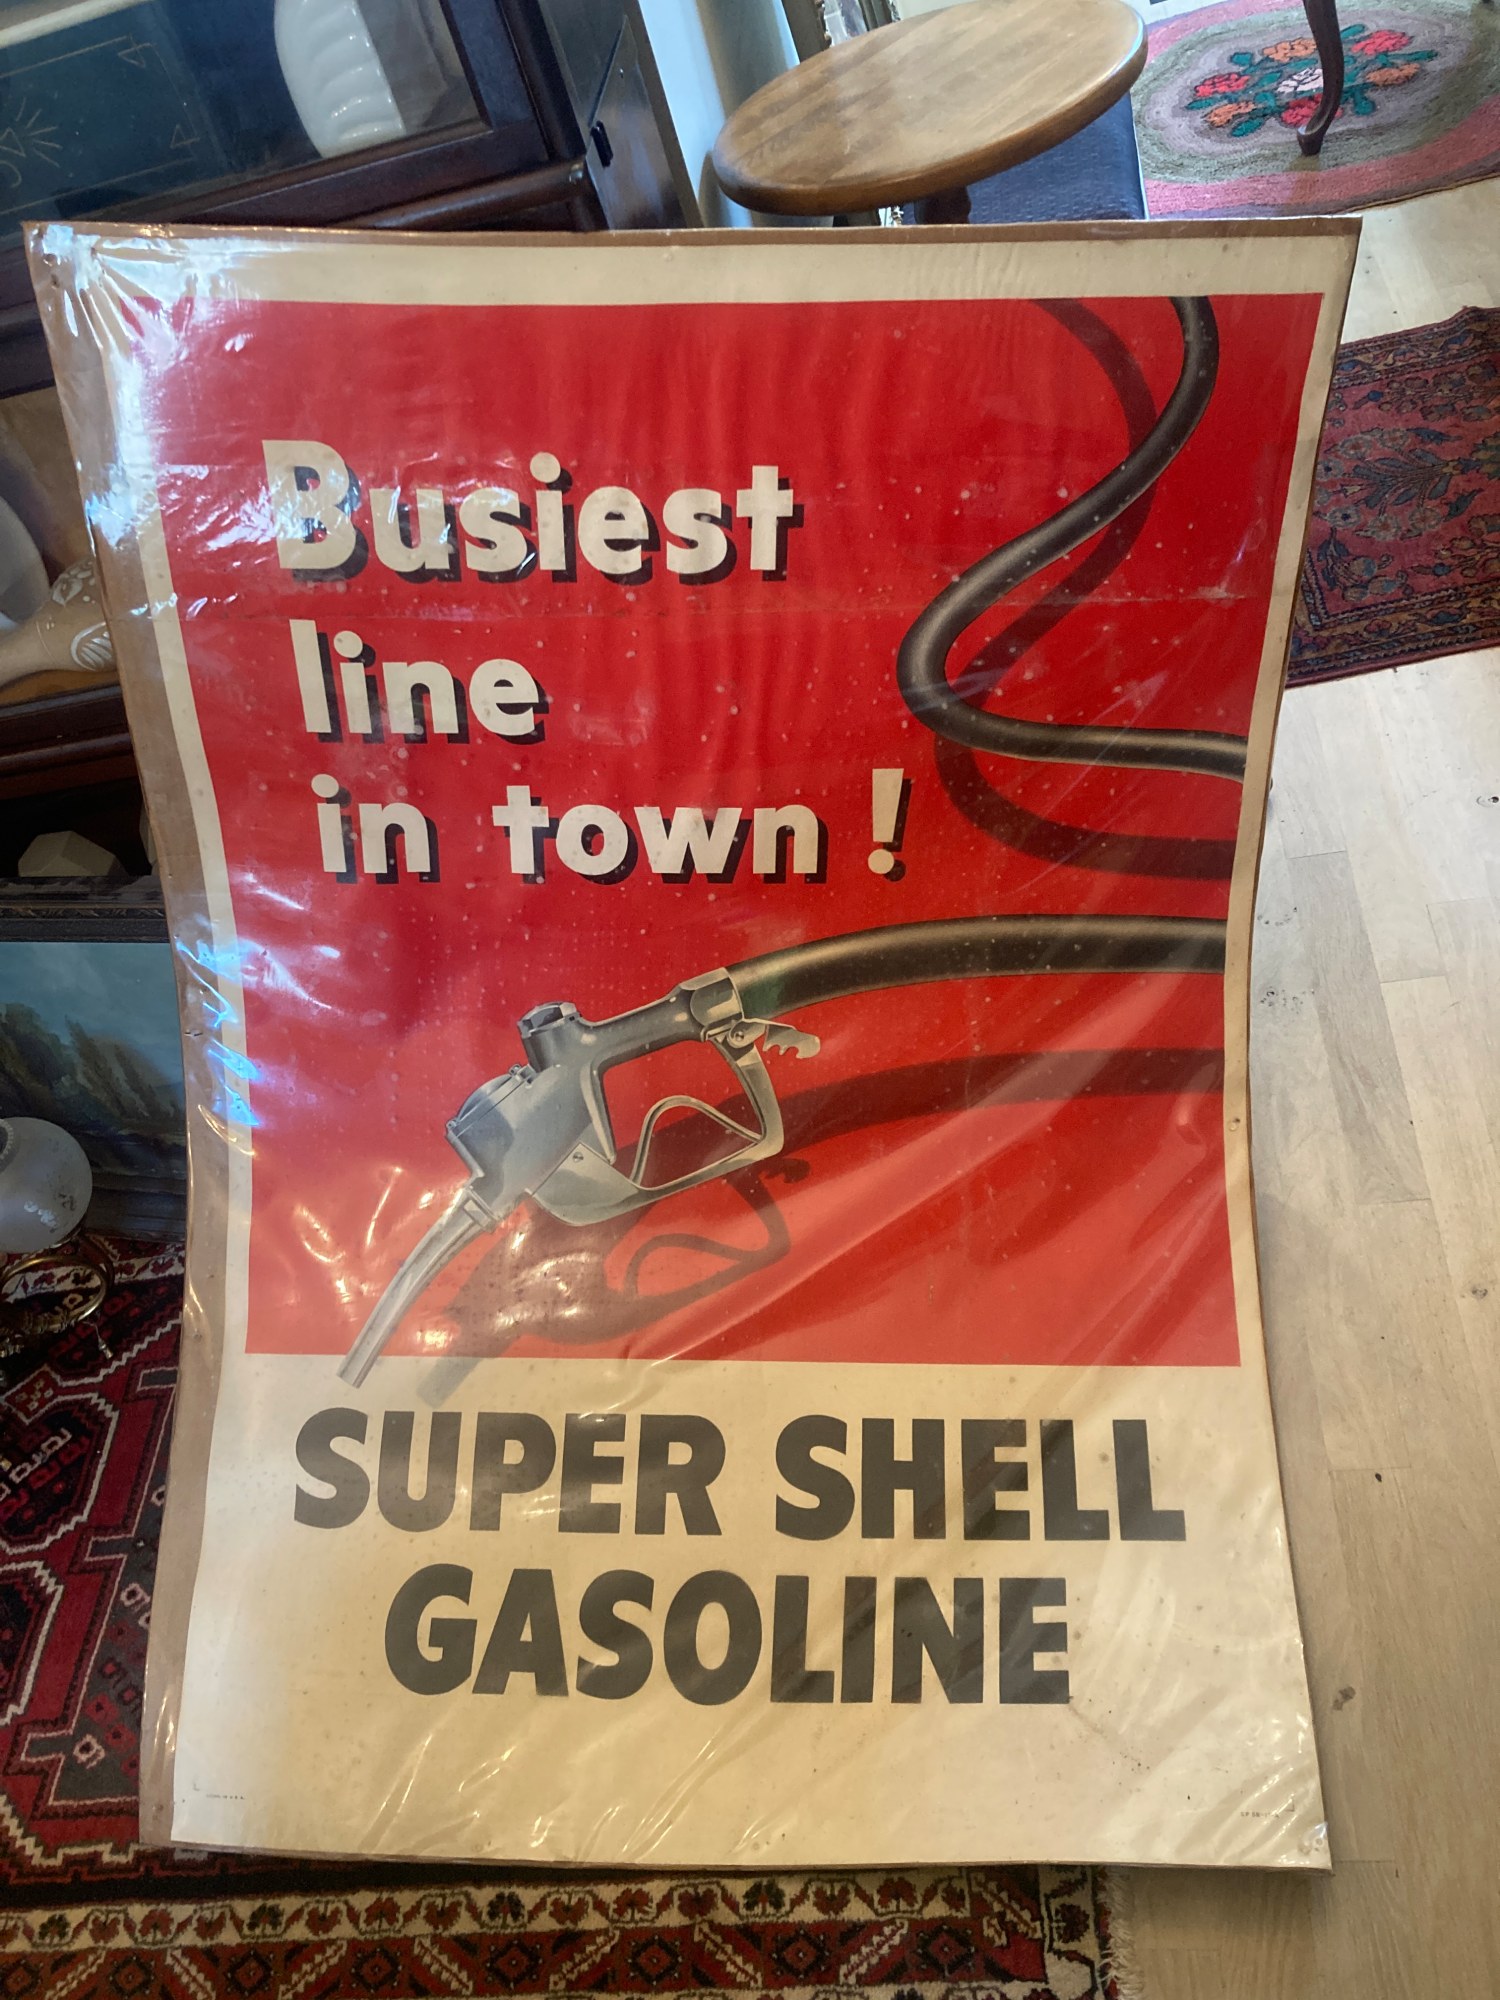 Busiest
line
in town!
SUPER SHELL
GASOLINE